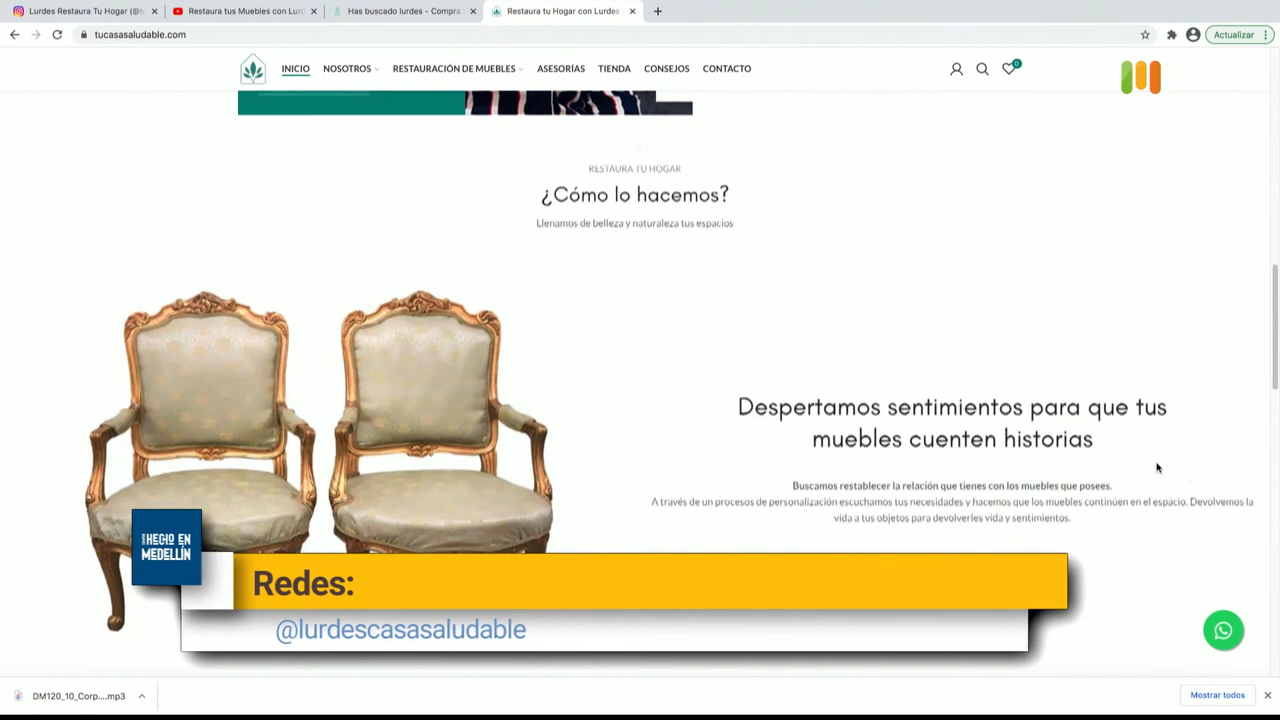 Lurdes Restaura Tu Hogar (@l
Restaura tus Muebles con Lurd
Has buscado lurdes - Compra
Restaura Tu Hogar con Lurdes
tucasasaludable.com
Actualizar
INICIO
NOSOTROS
RESTAURACIÓN DE MUEBLES
ASESORÍAS
TIENDA
CONSEJOS
CONTACTO
0
RESTAURA TU HOGAR
¿Cómo lo hacemos?
Llenamos de belleza y naturaleza tus espacios
Despertamos sentimientos para que tus
muebles cuenten historias
Buscamos restablecer la relación que tienes con los muebles que posees.
A través de un procesos de personalización escuchamos tus necesidades y hacemos que los muebles continúen en el espacio. Devolvemos la
vida a tus objetos para devolverles vida y sentimientos.
HECHO EN
MEDELLÍN
Redes:
@lurdescasasaludable
DM120_10_Corp....mp3
Mostrar todos